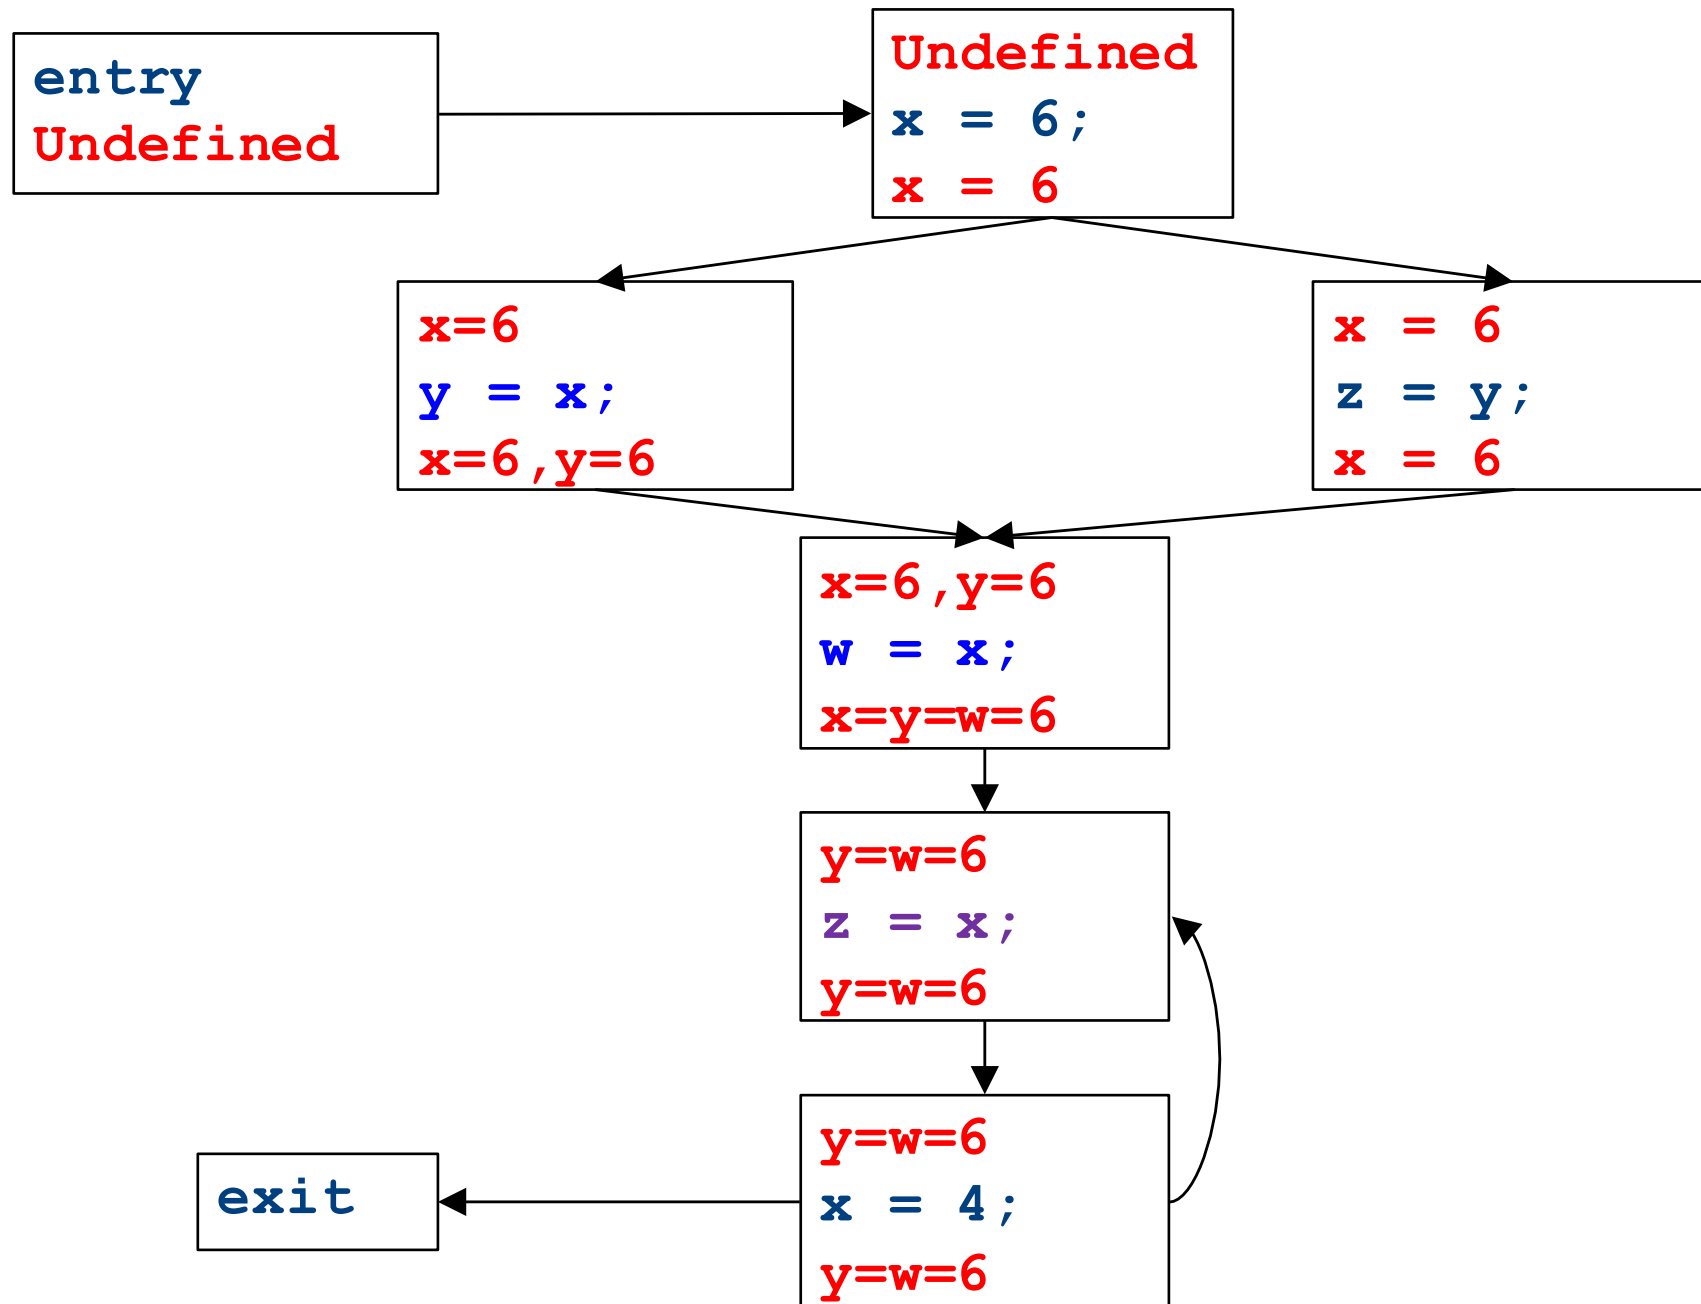 entry
Undefined
Undefined
x = 6;
x = 6
x=6
y = x;
x=6,y=6
x = 6
z = y;
x = 6
x=6,y=6
w = x;
x=y=w=6
y=w=6
z = x;
y=w=6
y=w=6
x = 4;
y=w=6
exit